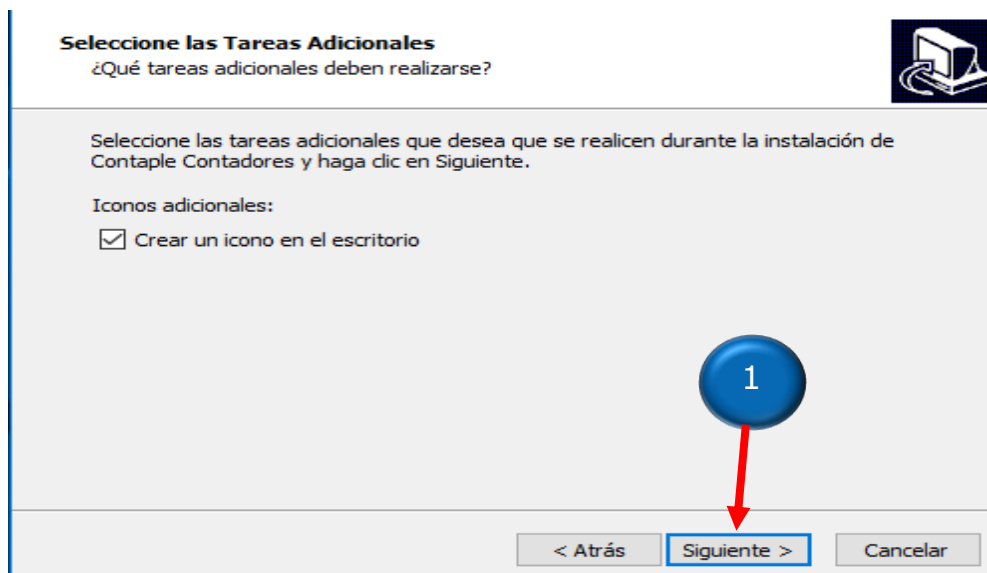 Seleccione las Tareas Adicionales
¿Qué tareas adicionales deben realizarse?
Seleccione las tareas adicionales que desea que se realicen durante la instalación de
Contaple Contadores y haga clic en Siguiente.
Iconos adicionales:
Crear un icono en el escritorio
1
< Atrás Siguiente > Cancelar